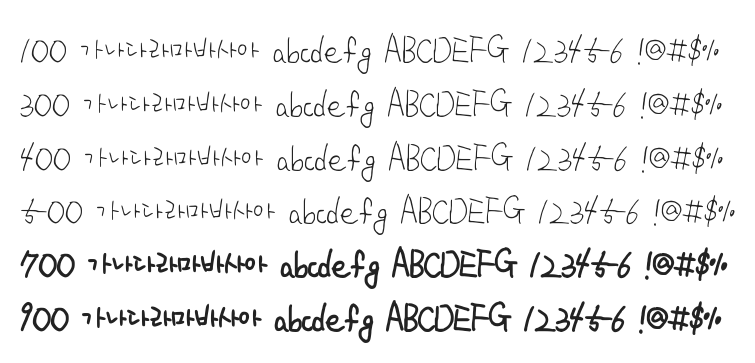 100 가나다라마바사아 abcdefg ABCDEFG 123456 !@#$%
300 가나다라마바사아 abcdefg ABCDEFG 123456 !@#$%
400 가나다라마바사아 abcdefg ABCDEFG 123456 !@#$%
500 가나다라마바사아 abcdefg ABCDEFG 123456 !@#$%
700 가나다라마바사아 abcdefg ABCDEFG 123456 !@#$%
900 가나다라마바사아 abcdefg ABCDEFG 123456 !@#$%